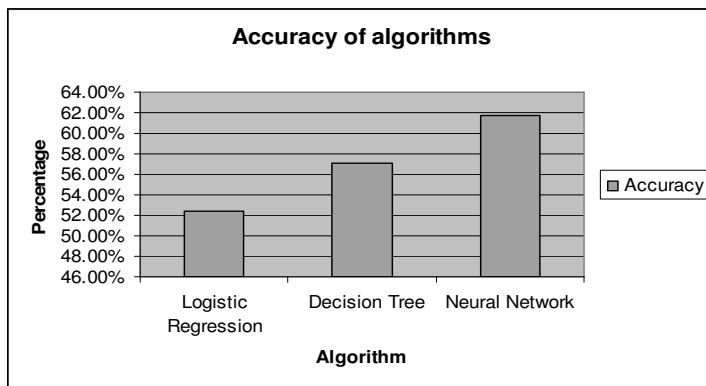 Accuracy of algorithms
64.00%
62.00%
60.00%
58.00%
56.00%
54.00%
52.00%
50.00%
48.00%
46.00%
Percentage
Logistic
Regression
Decision Tree
Neural Network
Algorithm
Accuracy